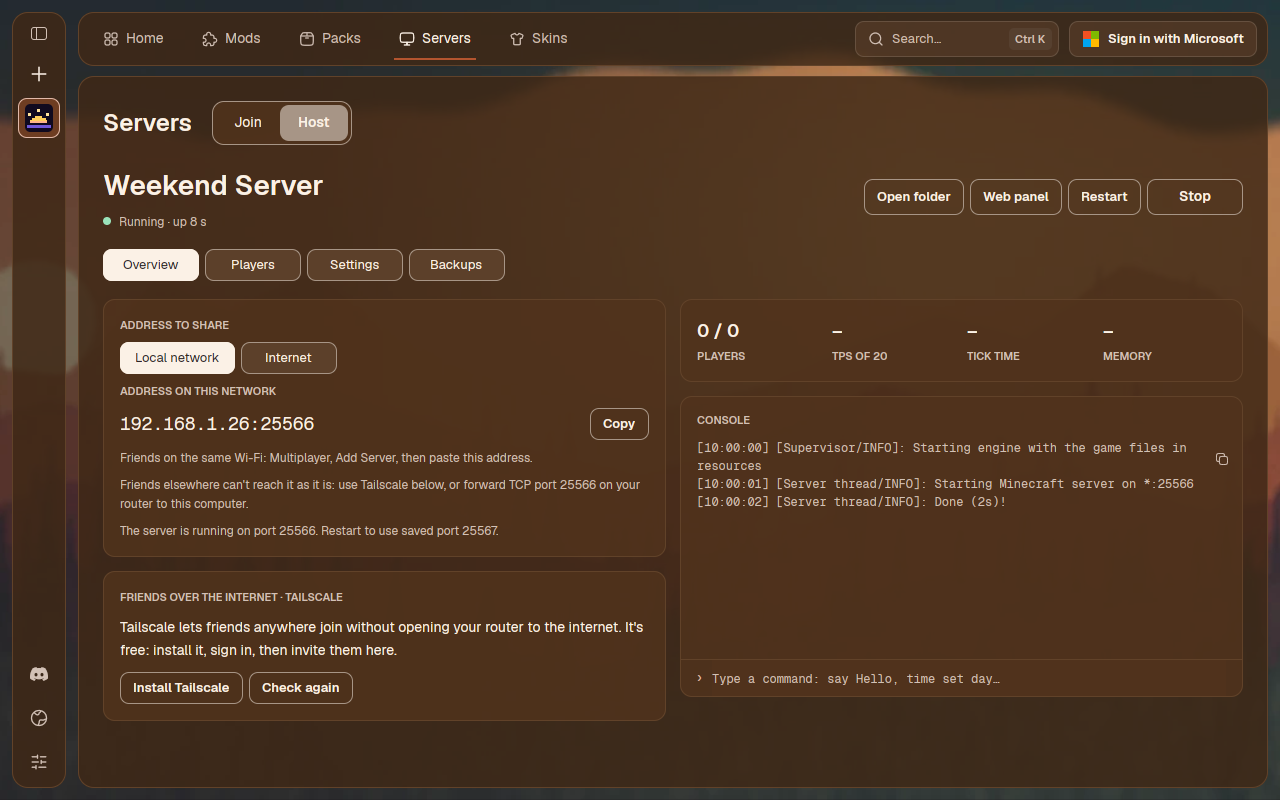 Home
Mods
Packs
Servers
Skins
Search…
Ctrl K
Sign in with Microsoft
Servers
Join
Host
Weekend Server
Running · up 8 s
Open folder
Web panel
Restart
Stop
Overview
Players
Settings
Backups
ADDRESS TO SHARE
Local network
Internet
ADDRESS ON THIS NETWORK
192.168.1.26:25566
Copy
Friends on the same Wi-Fi: Multiplayer, Add Server, then paste this address.
Friends elsewhere can't reach it as it is: use Tailscale below, or forward TCP port 25566 on your
router to this computer.
The server is running on port 25566. Restart to use saved port 25567.
FRIENDS OVER THE INTERNET · TAILSCALE
Tailscale lets friends anywhere join without opening your router to the internet. It's
free: install it, sign in, then invite them here.
Install Tailscale
Check again
0 / 0
PLAYERS
–
TPS OF 20
–
TICK TIME
–
MEMORY
CONSOLE
[10:00:00] [Supervisor/INFO]: Starting engine with the game files in
resources
[10:00:01] [Server thread/INFO]: Starting Minecraft server on *:25566
[10:00:02] [Server thread/INFO]: Done (2s)!
› Type a command: say Hello, time set day…